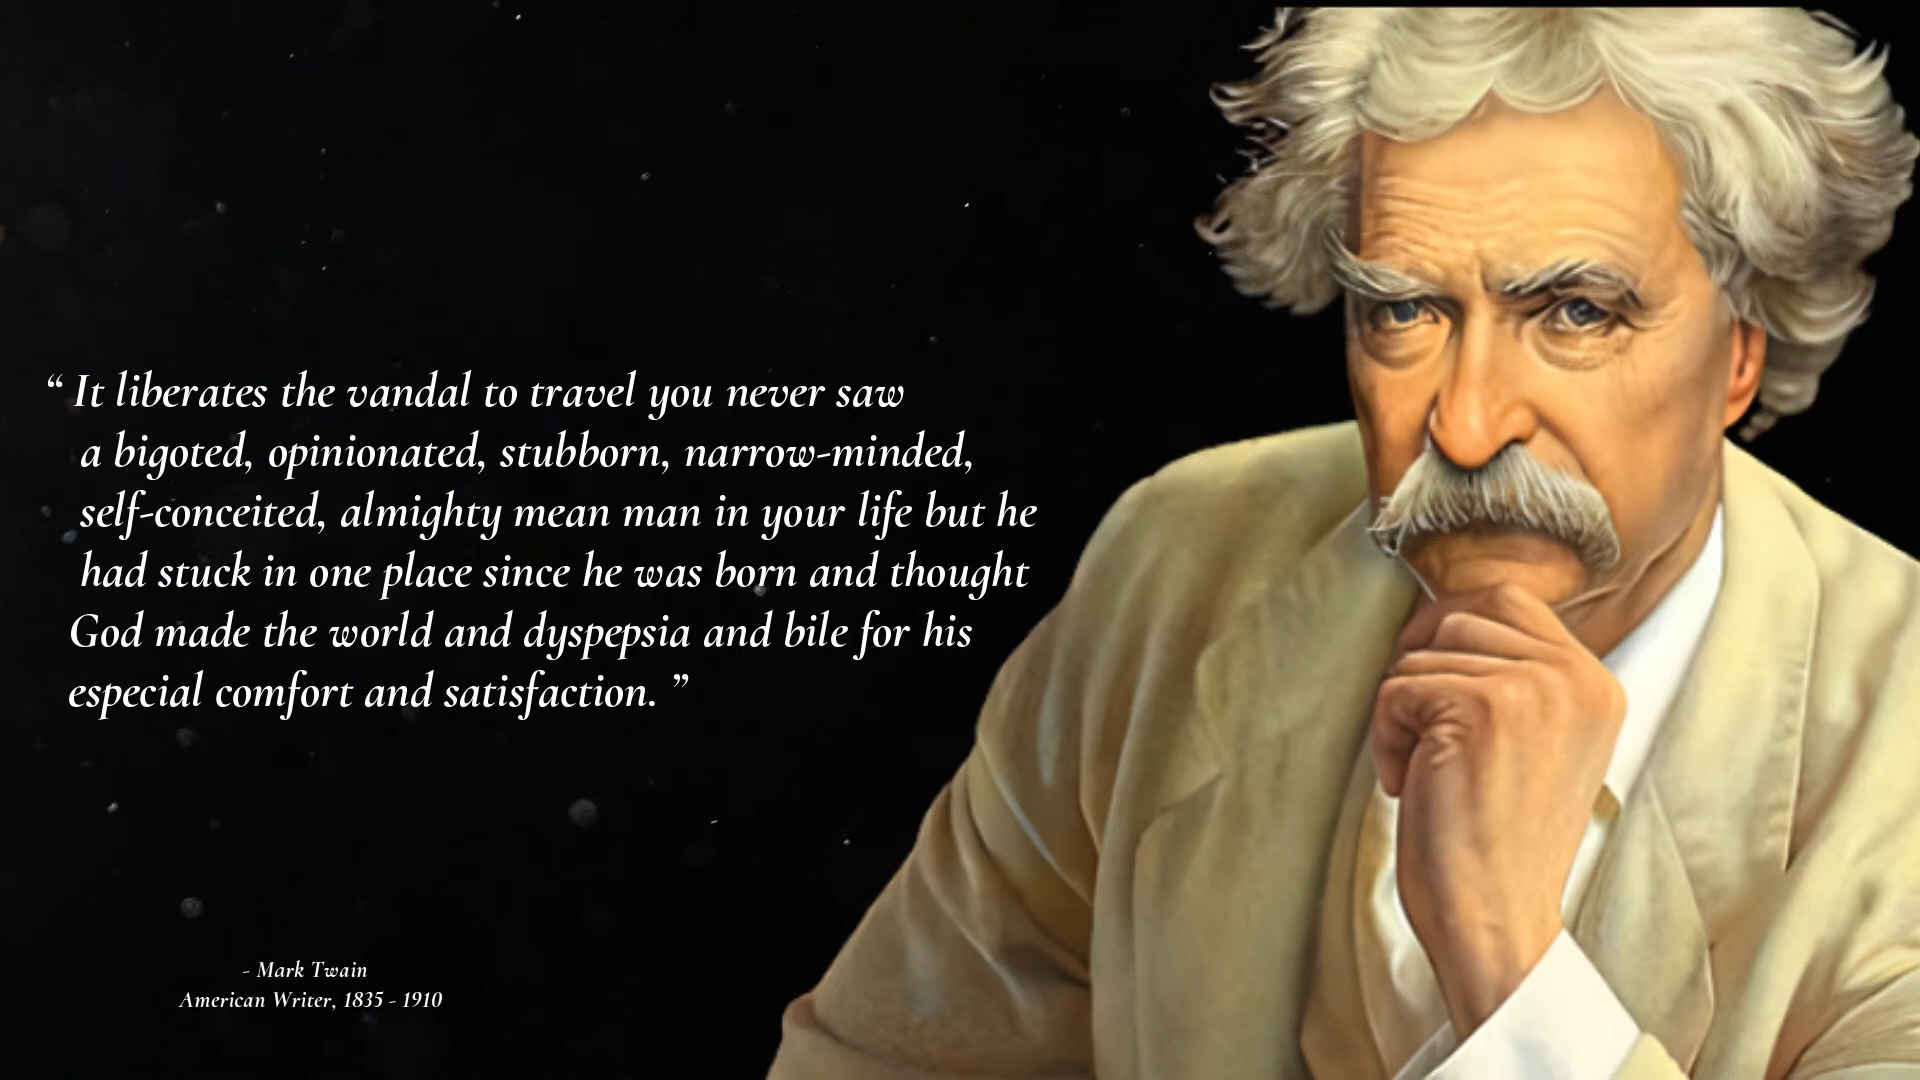 “ It liberates the vandal to travel you never saw
a bigoted, opinionated, stubborn, narrow-minded,
self-conceited, almighty mean man in your life but he
had stuck in one place since he was born and thought
God made the world and dyspepsia and bile for his
especial comfort and satisfaction. ”
- Mark Twain
American Writer, 1835 - 1910